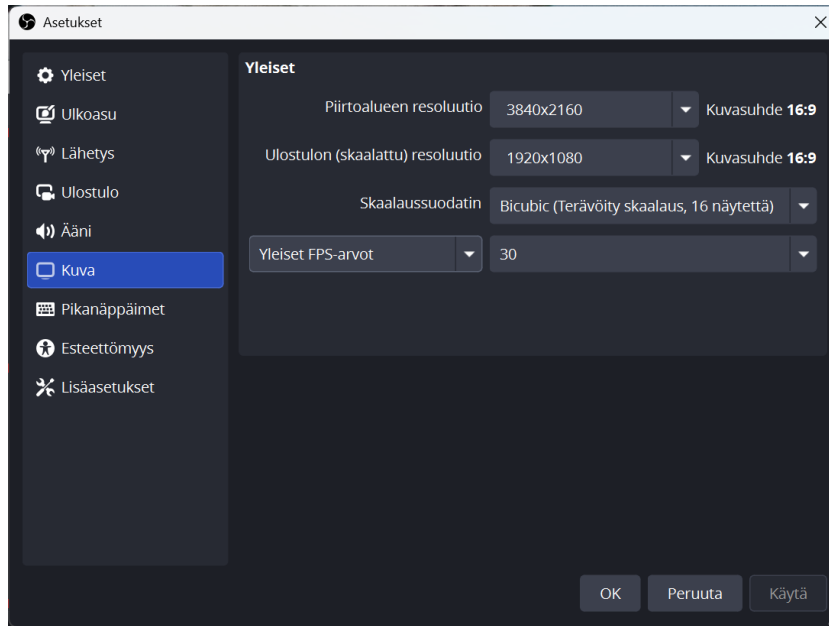 Asetukset
Yleiset
Ulkoasu
Lähetys
Ulostulo
Ääni
Kuva
Pikanäppäimet
Esteettömyys
Lisäasetukset
Yleiset
Piirtoalueen resoluutio 3840x2160 Kuvasuhde 16:9
Ulostulon (skaalattu) resoluutio 1920x1080 Kuvasuhde 16:9
Skaalaussuodatin Bicubic (Terävöity skaalaus, 16 näytettä)
Yleiset FPS-arvot 30
OK Peruuta Käytä